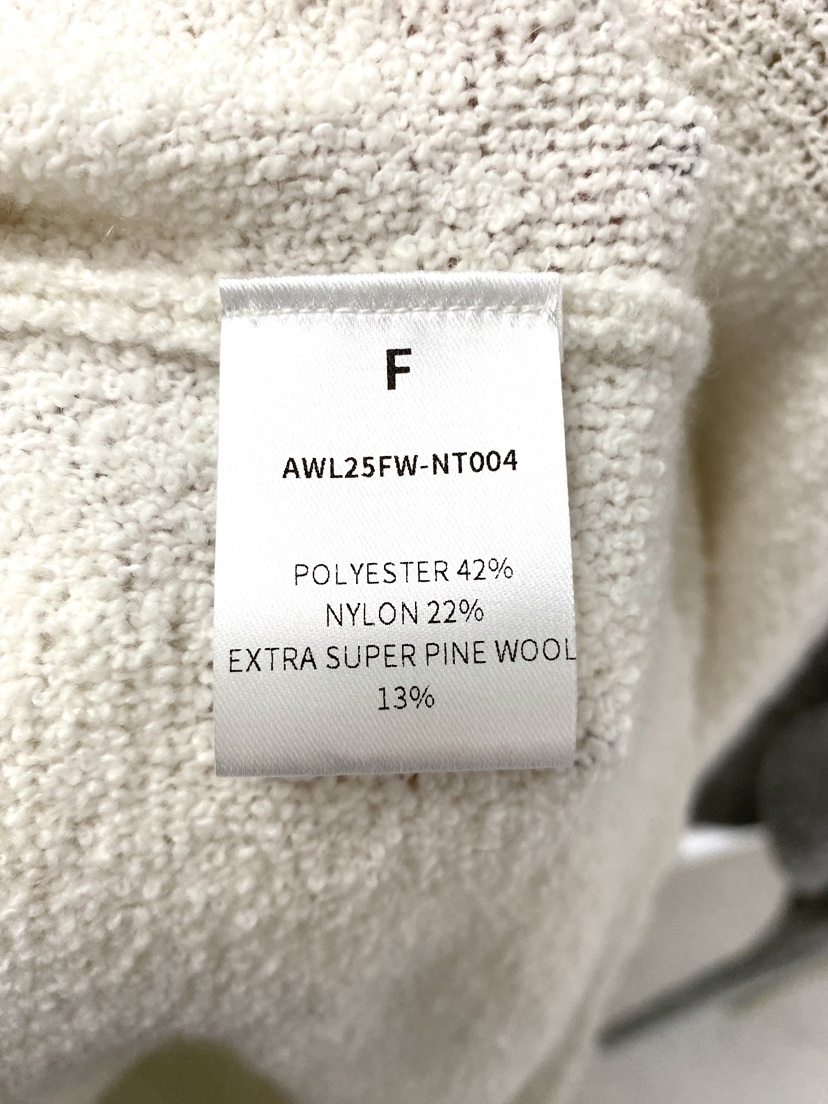 F
AWL25FW-NT004
POLYESTER 42%
NYLON 22%
EXTRA SUPER PINE WOOL
13%